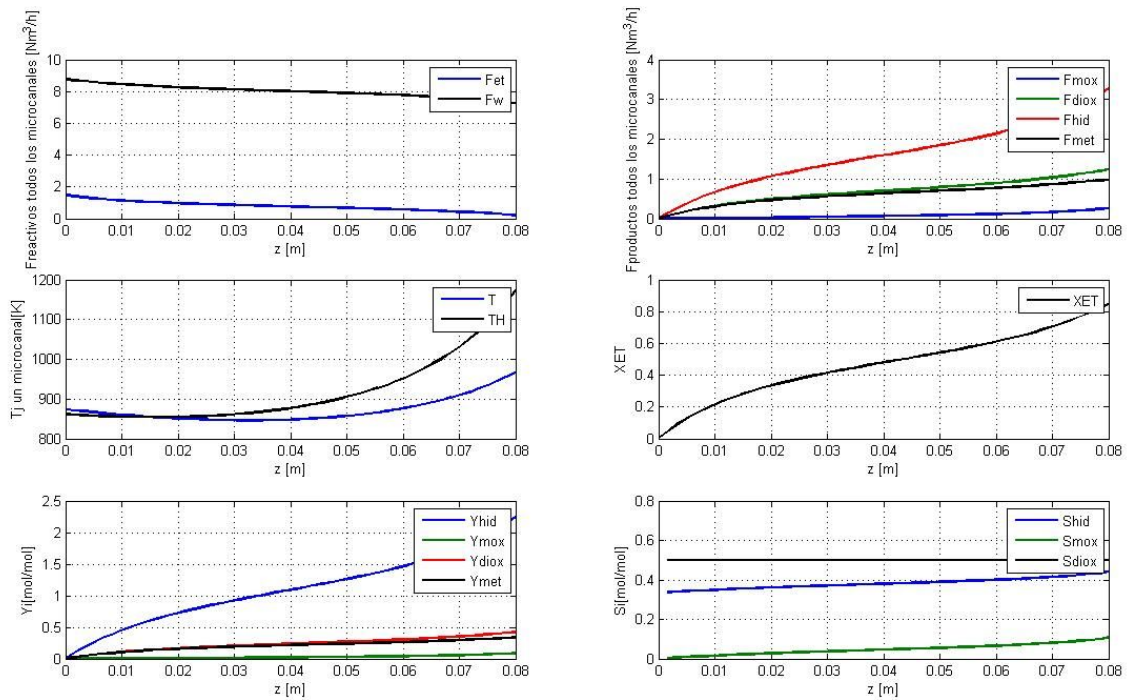 Freactivos todos los microcanales [Nm³/h]
10
8
6
4
2
0
Fet
Fw
0 0.01 0.02 0.03 0.04 0.05 0.06 0.07 0.08
z [m]
Fproductos todos los microcanales [Nm³/h]
4
3
2
1
0
Fmox
Fdiox
Fhid
Fmet
0 0.01 0.02 0.03 0.04 0.05 0.06 0.07 0.08
z [m]
Tj un microcanal[K]
1200
1100
1000
900
800
T
TH
0 0.01 0.02 0.03 0.04 0.05 0.06 0.07 0.08
z [m]
XET
1
0.8
0.6
0.4
0.2
0
XET
0 0.01 0.02 0.03 0.04 0.05 0.06 0.07 0.08
z [m]
Yi[mol/mol]
2.5
2
1.5
1
0.5
0
Yhid
Ymox
Ydiox
Ymet
0 0.01 0.02 0.03 0.04 0.05 0.06 0.07 0.08
z [m]
Si[mol/mol]
0.8
0.6
0.4
0.2
0
Shid
Smox
Sdiox
0 0.01 0.02 0.03 0.04 0.05 0.06 0.07 0.08
z [m]